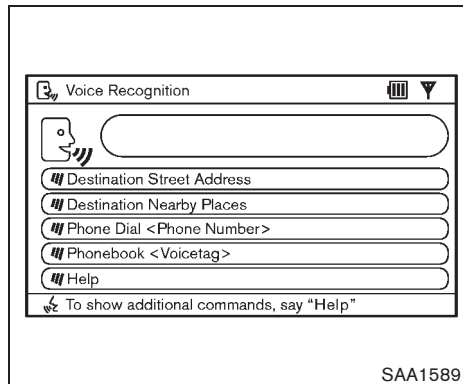 Voice Recognition
Destination Street Address
Destination Nearby Places
Phone Dial <Phone Number>
Phonebook <Voicetag>
Help
To show additional commands, say “Help”
SAA1589